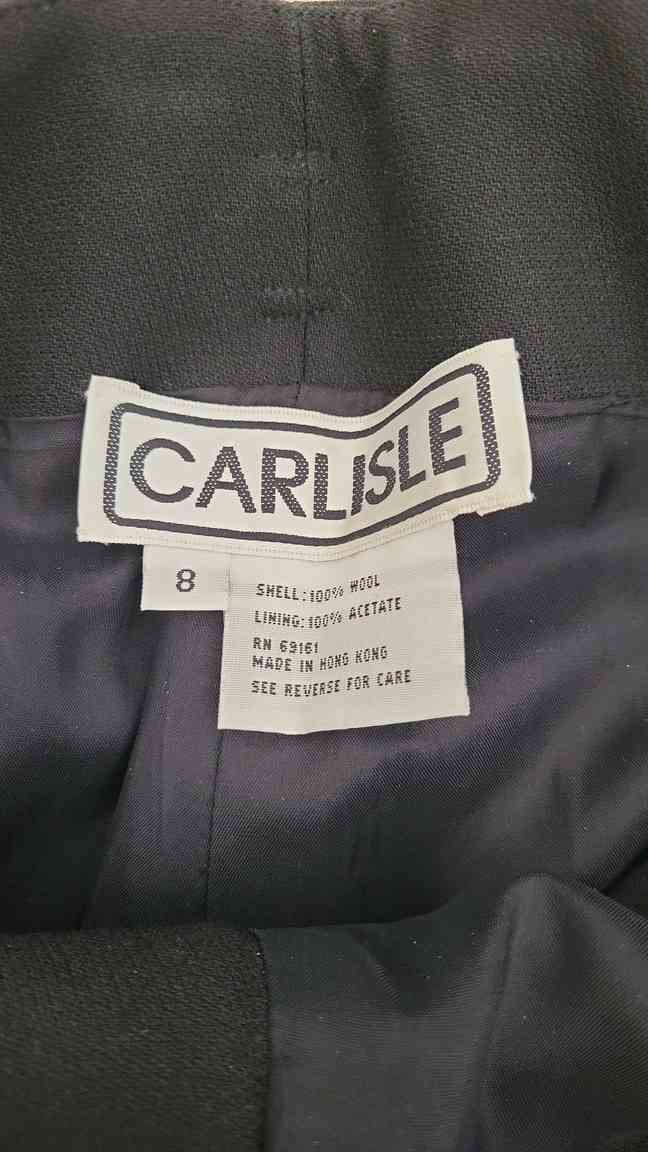 CARLISLE
8
SHELL:100% WOOL
LINING:100% ACETATE
RN 69161
MADE IN HONG KONG
SEE REVERSE FOR CARE